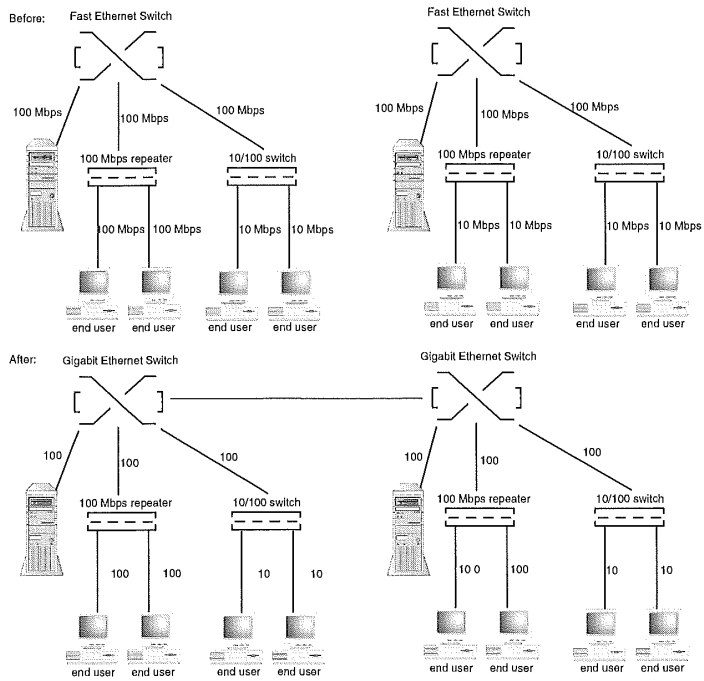 Before:
Fast Ethernet Switch
Fast Ethernet Switch
100 Mbps
100 Mbps
100 Mbps
100 Mbps
100 Mbps
100 Mbps
100 Mbps repeater
10/100 switch
100 Mbps repeater
10/100 switch
100 Mbps
100 Mbps
10 Mbps
10 Mbps
10 Mbps
10 Mbps
10 Mbps
10 Mbps
end user
end user
end user
end user
end user
end user
end user
end user
After:
Gigabit Ethernet Switch
Gigabit Ethernet Switch
100
100
100
100
100
100
100 Mbps repeater
10/100 switch
100 Mbps repeater
10/100 switch
100
100
10
10
10 0
100
10
10
end user
end user
end user
end user
end user
end user
end user
end user